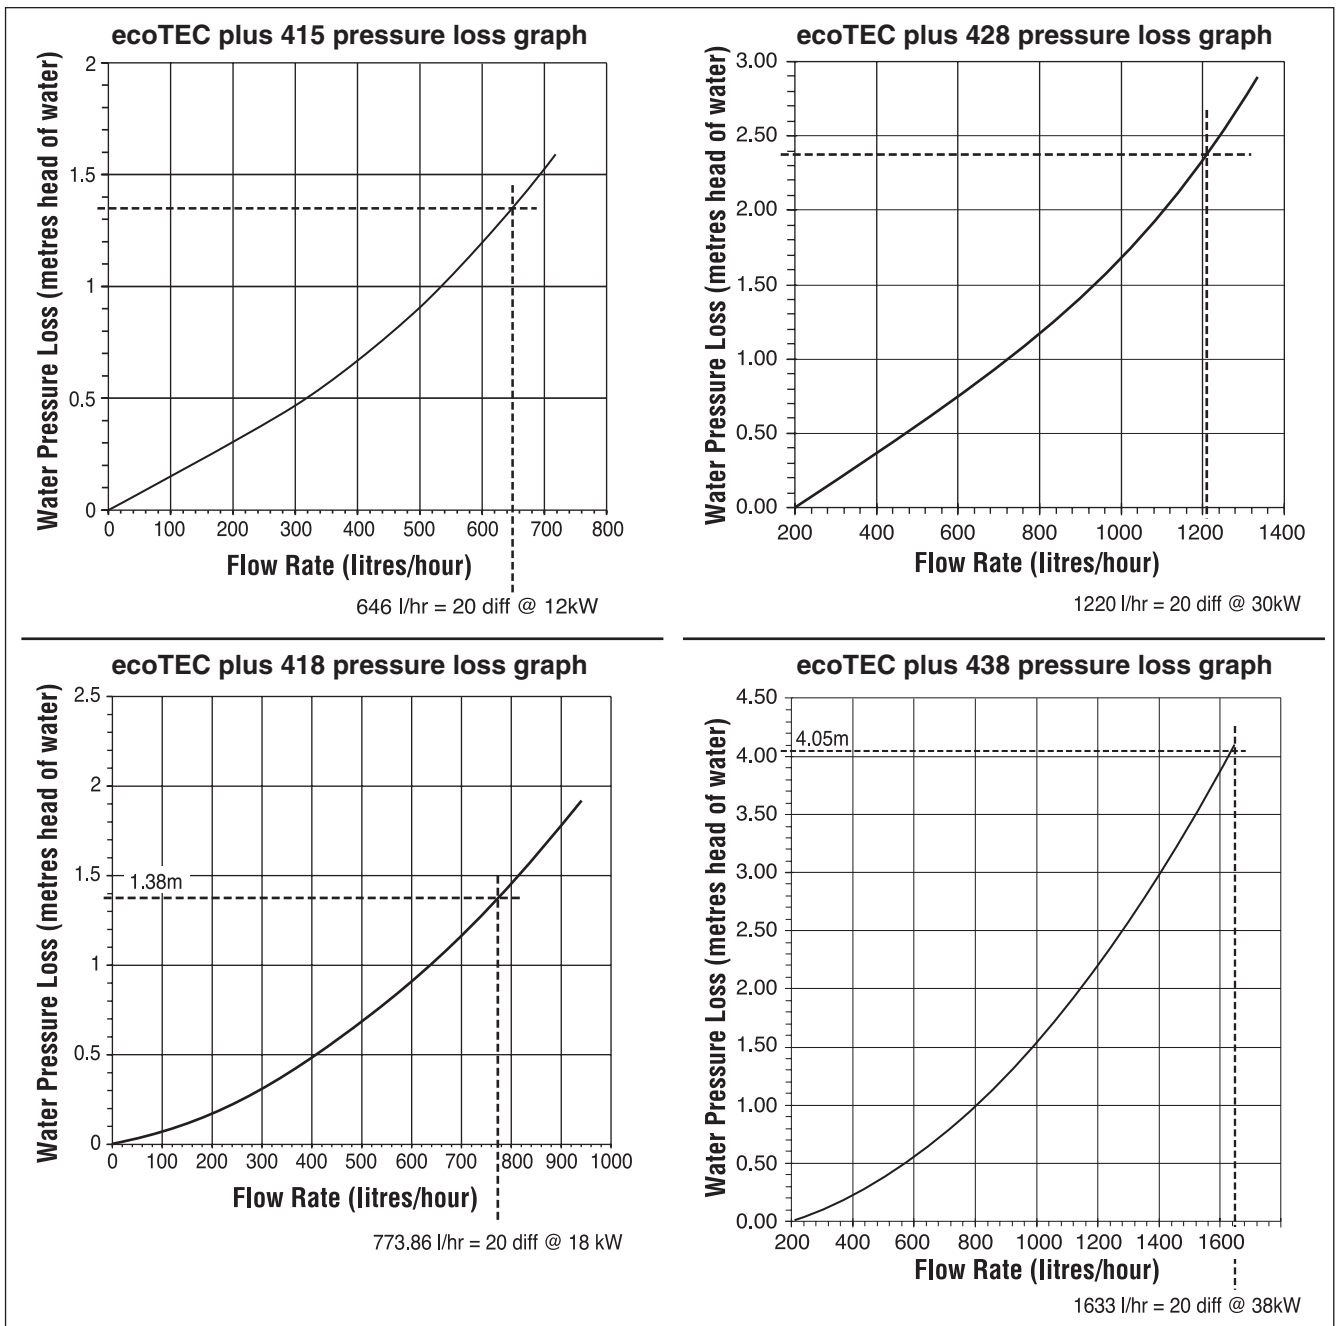 ecoTEC plus 415 pressure loss graph
Water Pressure Loss (metres head of water)
2
1.5
1
0.5
0
0 100 200 300 400 500 600 700 800
Flow Rate (litres/hour)
646 l/hr = 20 diff @ 12kW
ecoTEC plus 428 pressure loss graph
Water Pressure Loss (metres head of water)
3.00
2.50
2.00
1.50
1.00
0.50
0.00
200 400 600 800 1000 1200 1400
Flow Rate (litres/hour)
1220 l/hr = 20 diff @ 30kW
ecoTEC plus 418 pressure loss graph
Water Pressure Loss (metres head of water)
2.5
2
1.5
1
0.5
0
1.38m
0 100 200 300 400 500 600 700 800 900 1000
Flow Rate (litres/hour)
773.86 l/hr = 20 diff @ 18 kW
ecoTEC plus 438 pressure loss graph
Water Pressure Loss (metres head of water)
4.50
4.00
3.50
3.00
2.50
2.00
1.50
1.00
0.50
0.00
4.05m
200 400 600 800 1000 1200 1400 1600
Flow Rate (litres/hour)
1633 l/hr = 20 diff @ 38kW